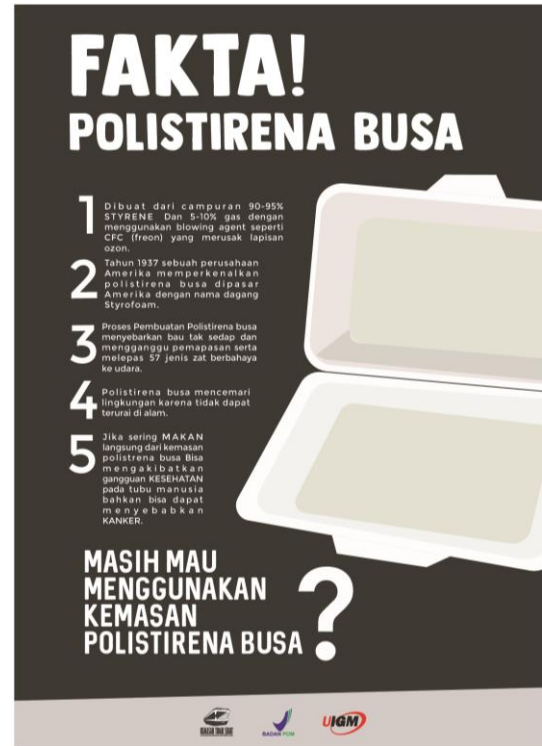 FAKTA!
POLISTIRENA BUSA
1
Dibuat dari campuran 90-95%
STYRENE Dan 5-10% gas dengan
menggunakan blowing agent seperti
CFC (freon) yang merusak lapisan
ozon.
2
Tahun 1937 sebuah perusahaan
Amerika memperkenalkan
polistirena busa dipasar
Amerika dengan nama dagang
Styrofoam.
3
Proses Pembuatan Polistirena busa
menyebarkan bau tak sedap dan
mengganggu pemapasan serta
melepas 57 jenis zat berbahaya
ke udara.
4
Polistirena busa mencemari
lingkungan karena tidak dapat
terurai di alam.
5
Jika sering MAKAN
langsung dari kemasan
polistrena busa Bisa
mengakibatkan
gangguan KESEHATAN
pada tubu manusia
bahkan bisa dapat
menyebabkan
KANKER.
MASIH MAU
MENGGUNAKAN
KEMASAN
POLISTIRENA BUSA
?
BADAN POM
UIGM